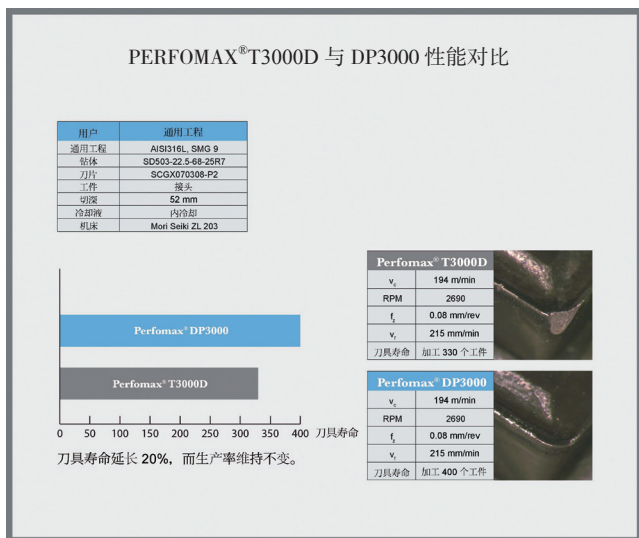 PERFOMAX®T3000D 与 DP3000 性能对比
用户 通用工程
通用工程 AISI316L, SMG 9
钻体 SD503-22.5-68-25R7
刀片 SCGX070308-P2
工件 接头
切深 52 mm
冷却液 内冷却
机床 Mori Seiki ZL 203
Perfomax® T3000D
vc 194 m/min
RPM 2690
fz 0.08 mm/rev
vf 215 mm/min
刀具寿命 加工 330 个工件
Perfomax® DP3000
vc 194 m/min
RPM 2690
fz 0.08 mm/rev
vf 215 mm/min
刀具寿命 加工 400 个工件
Perfomax® DP3000
Perfomax® T3000D
0 50 100 150 200 250 300 350 400 刀具寿命
刀具寿命延长 20%，而生产率维持不变。